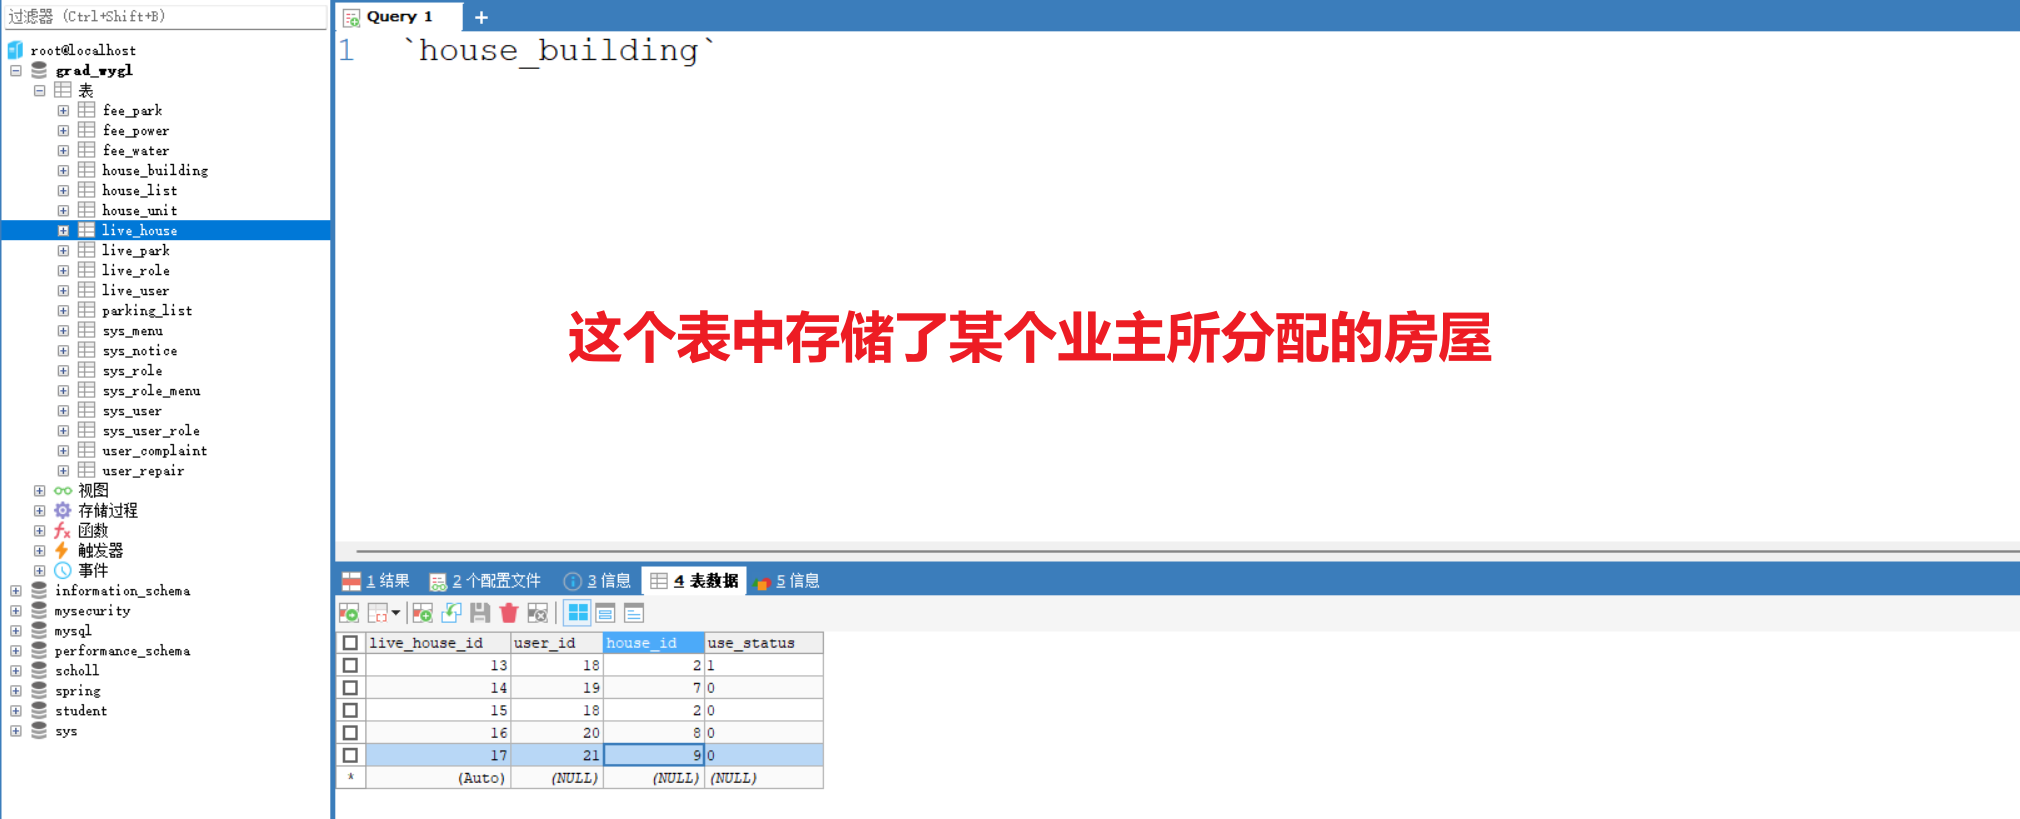 过滤器 (Ctrl+Shift+B)
root@localhost
grad_wygl
表
fee_park
fee_power
fee_water
house_building
house_list
house_unit
live_house
live_park
live_role
live_user
parking_list
sys_menu
sys_notice
sys_role
sys_role_menu
sys_user
sys_user_role
user_complaint
user_repair
视图
存储过程
函数
触发器
事件
information_schema
mysecurity
mysql
performance_schema
scholl
spring
student
sys
Query 1 +
1 `house_building`
这个表中存储了某个业主所分配的房屋
1 结果 2 个配置文件 3 信息 4 表数据 5 信息
live_house_id user_id house_id use_status
13 18 2 1
14 19 7 0
15 18 2 0
16 20 8 0
17 21 9 0
* (Auto) (NULL) (NULL) (NULL)